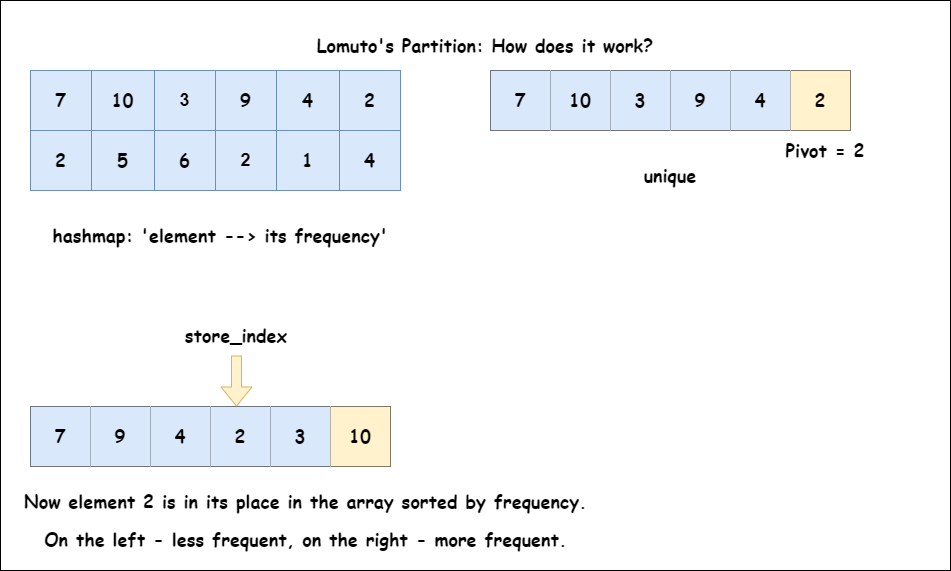 Lomuto's Partition: How does it work?
7 10 3 9 4 2
2 5 6 2 1 4
hashmap: 'element --> its frequency'
7 10 3 9 4 2
Pivot = 2
unique
store_index
7 9 4 2 3 10
Now element 2 is in its place in the array sorted by frequency.
On the left - less frequent, on the right - more frequent.